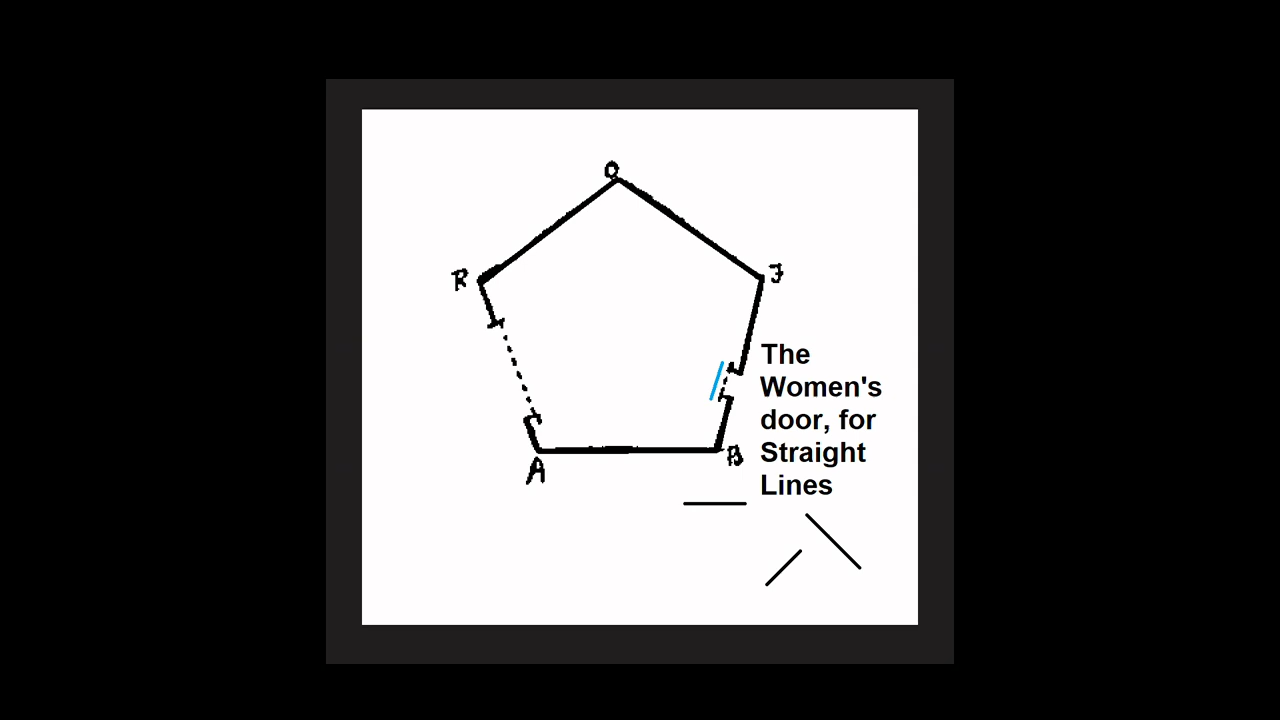 O
R
F
The
Women's
door, for
Straight
Lines
A
B